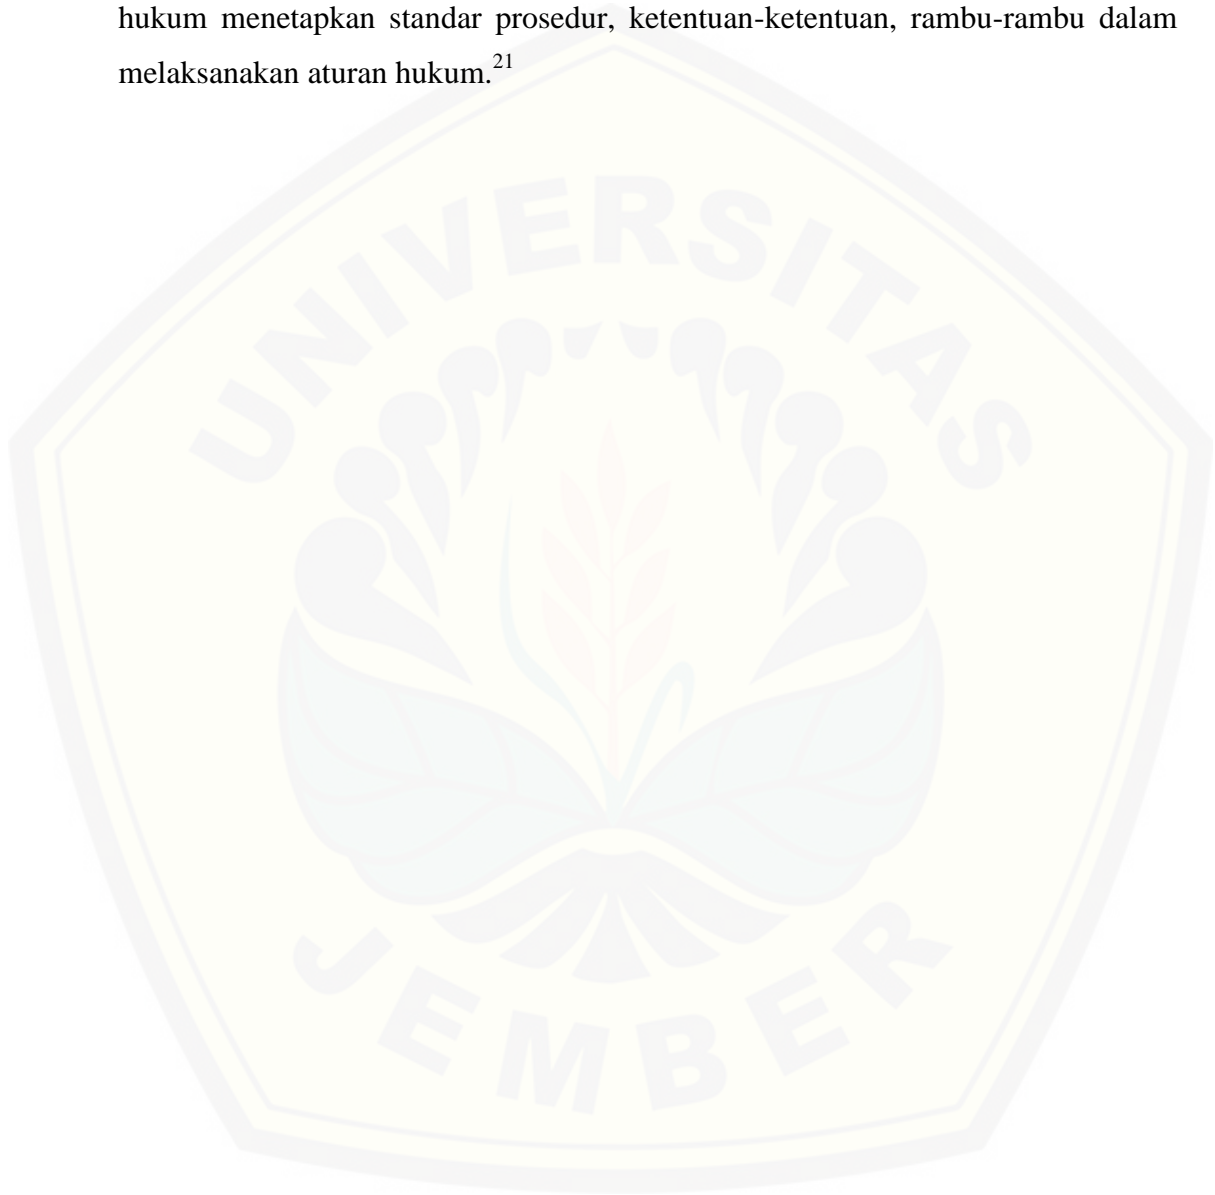 hukum menetapkan standar prosedur, ketentuan-ketentuan, rambu-rambu dalam
melaksanakan aturan hukum.21
UNIVERSITAS
JEMBER